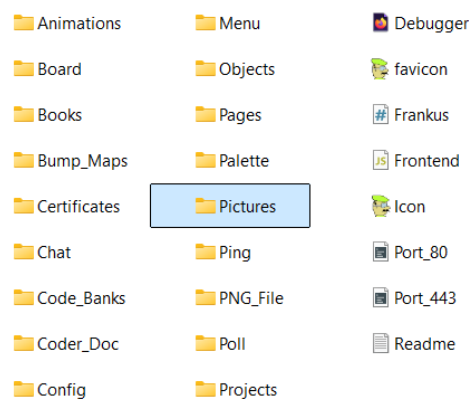 Animations
Board
Books
Bump_Maps
Certificates
Chat
Code_Banks
Coder_Doc
Config
Menu
Objects
Pages
Palette
Pictures
Ping
PNG_File
Poll
Projects
Debugger
favicon
# Frankus
JS Frontend
Icon
Port_80
Port_443
Readme